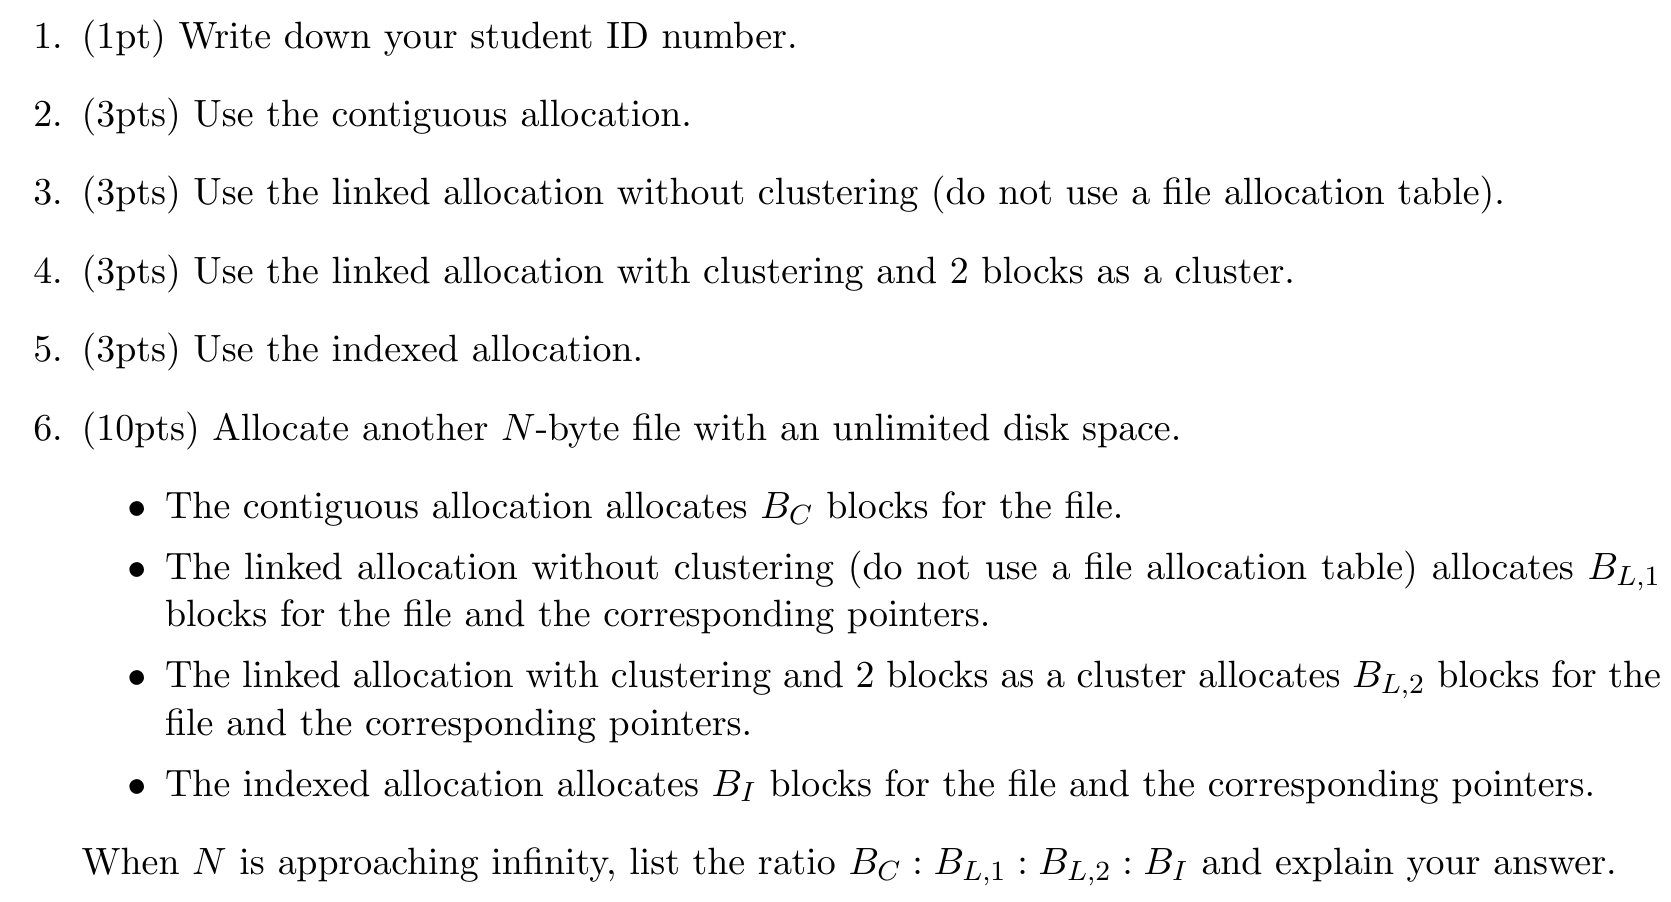 1. (1pt) Write down your student ID number.
2. (3pts) Use the contiguous allocation.
3. (3pts) Use the linked allocation without clustering (do not use a file allocation table).
4. (3pts) Use the linked allocation with clustering and 2 blocks as a cluster.
5. (3pts) Use the indexed allocation.
6. (10pts) Allocate another N-byte file with an unlimited disk space.
• The contiguous allocation allocates B_C blocks for the file.
• The linked allocation without clustering (do not use a file allocation table) allocates B_{L,1}
blocks for the file and the corresponding pointers.
• The linked allocation with clustering and 2 blocks as a cluster allocates B_{L,2} blocks for the
file and the corresponding pointers.
• The indexed allocation allocates B_I blocks for the file and the corresponding pointers.
When N is approaching infinity, list the ratio B_C : B_{L,1} : B_{L,2} : B_I and explain your answer.